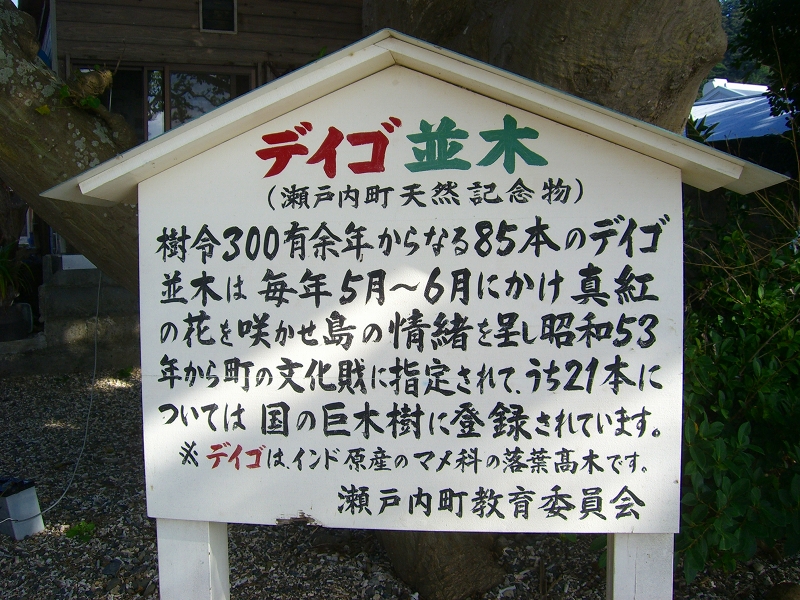 デイゴ並木
(瀬戸内町天然記念物)
樹令300有余年からなる85本のデイゴ
並木は毎年5月〜6月にかけ真紅
の花を咲かせ島の情緒を呈し昭和53
年から町の文化財に指定されて、うち21本に
ついては国の巨木樹に登録されています。
※デイゴは、インド原産のマメ科の落葉高木です。
瀬戸内町教育委員会